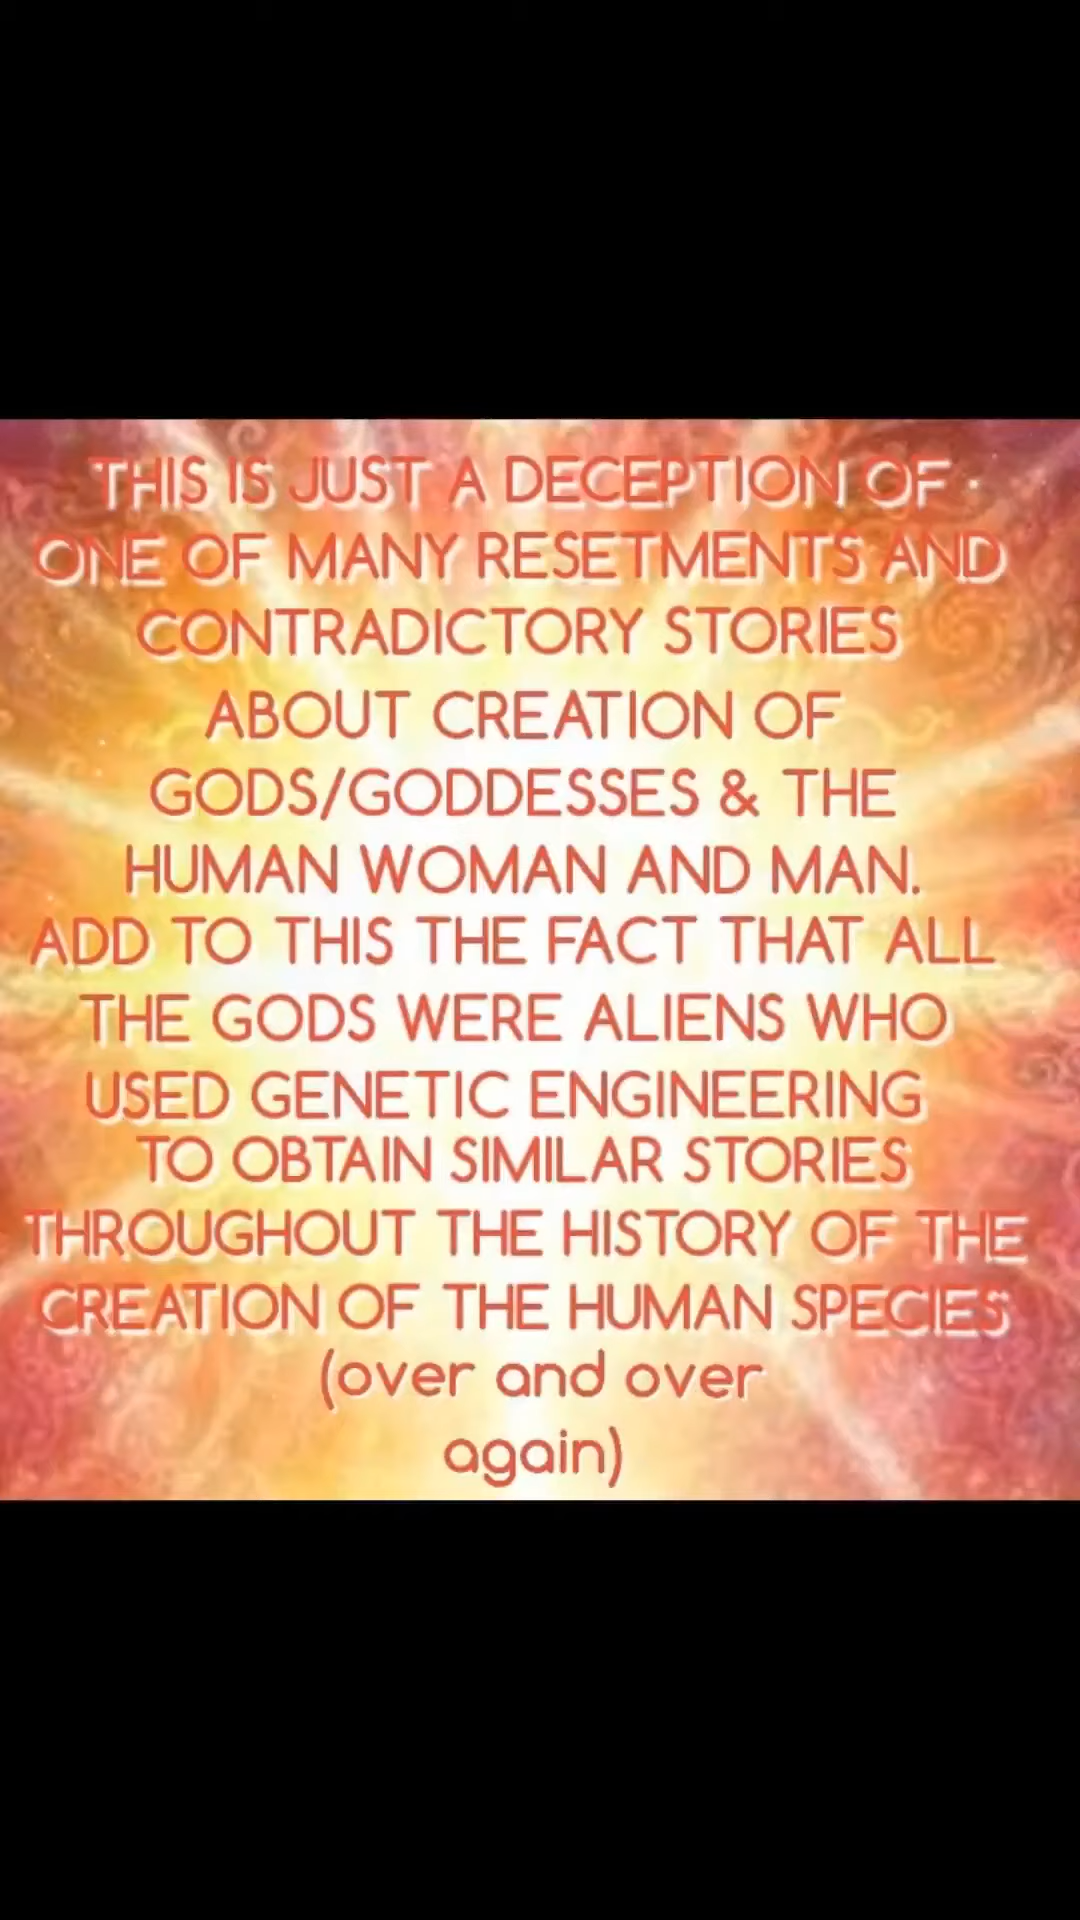 THIS IS JUST A DECEPTION OF
ONE OF MANY RESETMENTS AND
CONTRADICTORY STORIES
ABOUT CREATION OF
GODS/GODDESSES & THE
HUMAN WOMAN AND MAN.
ADD TO THIS THE FACT THAT ALL
THE GODS WERE ALIENS WHO
USED GENETIC ENGINEERING
TO OBTAIN SIMILAR STORIES
THROUGHOUT THE HISTORY OF THE
CREATION OF THE HUMAN SPECIES
(over and over
again)